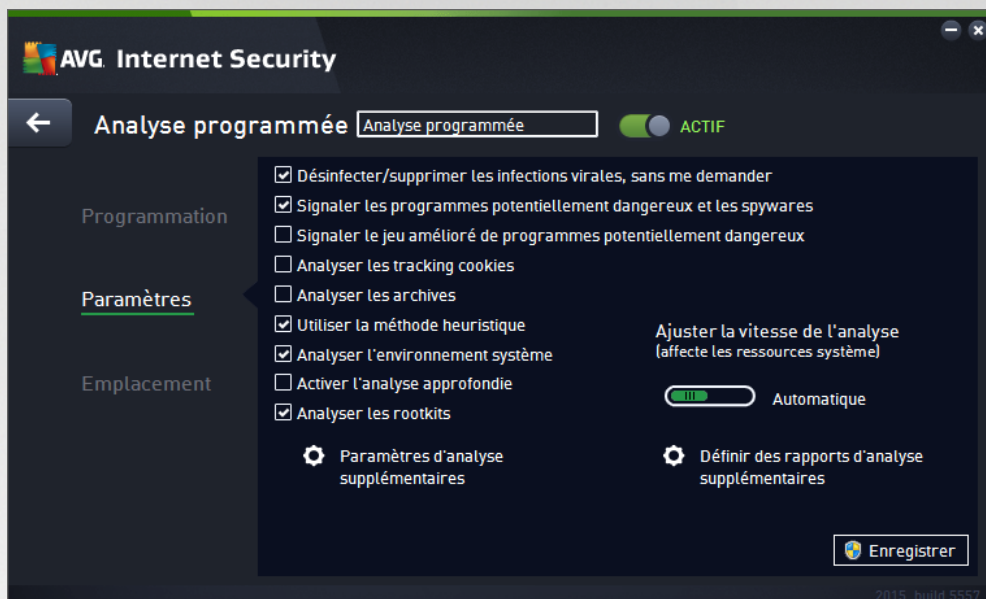 AVG. Internet Security
Analyse programmée
Analyse programmée
ACTIF
Programmation
Paramètres
Emplacement
Désinfecter/supprimer les infections virales, sans me demander
Signaler les programmes potentiellement dangereux et les spywares
Signaler le jeu amélioré de programmes potentiellement dangereux
Analyser les tracking cookies
Analyser les archives
Utiliser la méthode heuristique
Analyser l'environnement système
Activer l'analyse approfondie
Analyser les rootkits
Ajuster la vitesse de l'analyse
(affecte les ressources système)
Automatique
Paramètres d'analyse
supplémentaires
Définir des rapports d'analyse
supplémentaires
Enregistrer
2015, build 5557